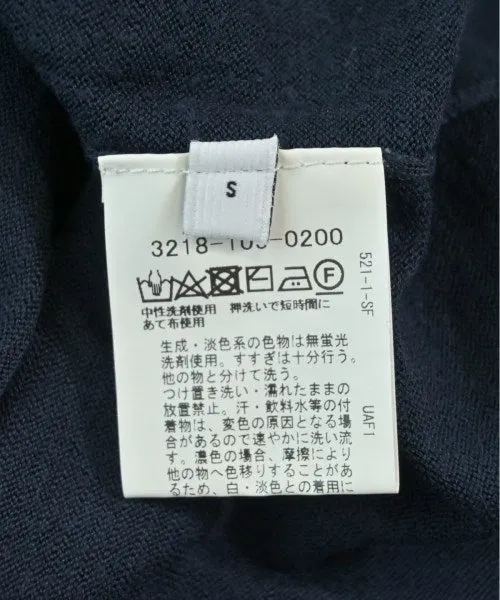 S
3218-105-0200
中性洗剤使用 押洗いで短時間に
あて布使用
生成・淡色系の色物は無蛍光
洗剤使用。すすぎは十分行う。
他の物と分けて洗う。
つけ置き洗い・濡れたままの
放置禁止。汗・飲料水等の付
着物は、変色の原因となる場
合があるので速やかに洗い流
す。濃色の場合、摩擦により
他の物へ色移りすることがあ
るため、白・淡色との着用に
521-1-SF
UAF1